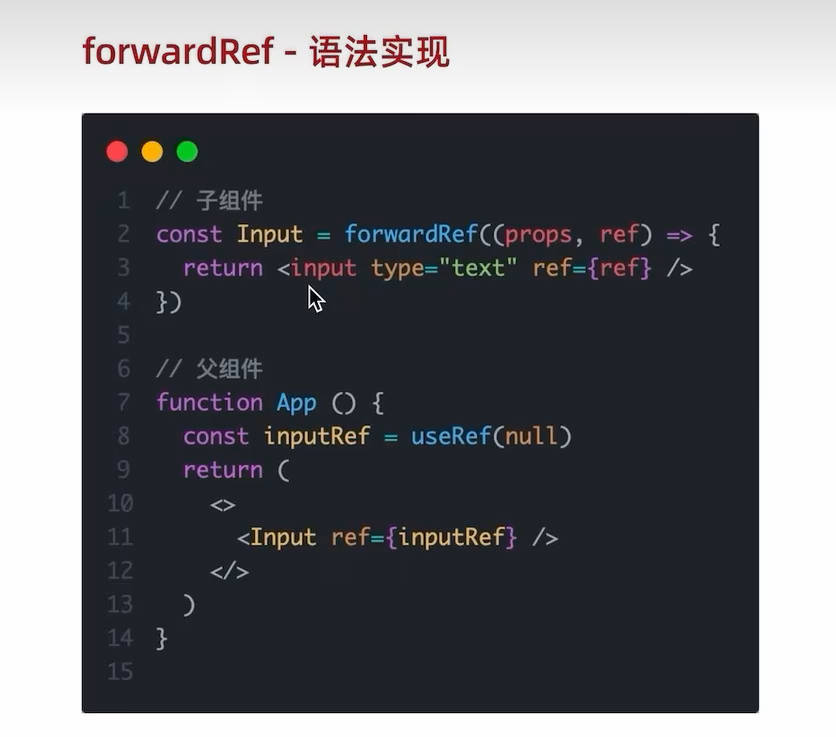 forwardRef - 语法实现
1 // 子组件
2 const Input = forwardRef((props, ref) => {
3   return <input type="text" ref={ref} />
4 })
5
6 // 父组件
7 function App () {
8   const inputRef = useRef(null)
9   return (
10     <>
11       <Input ref={inputRef} />
12     </>
13   )
14 }
15